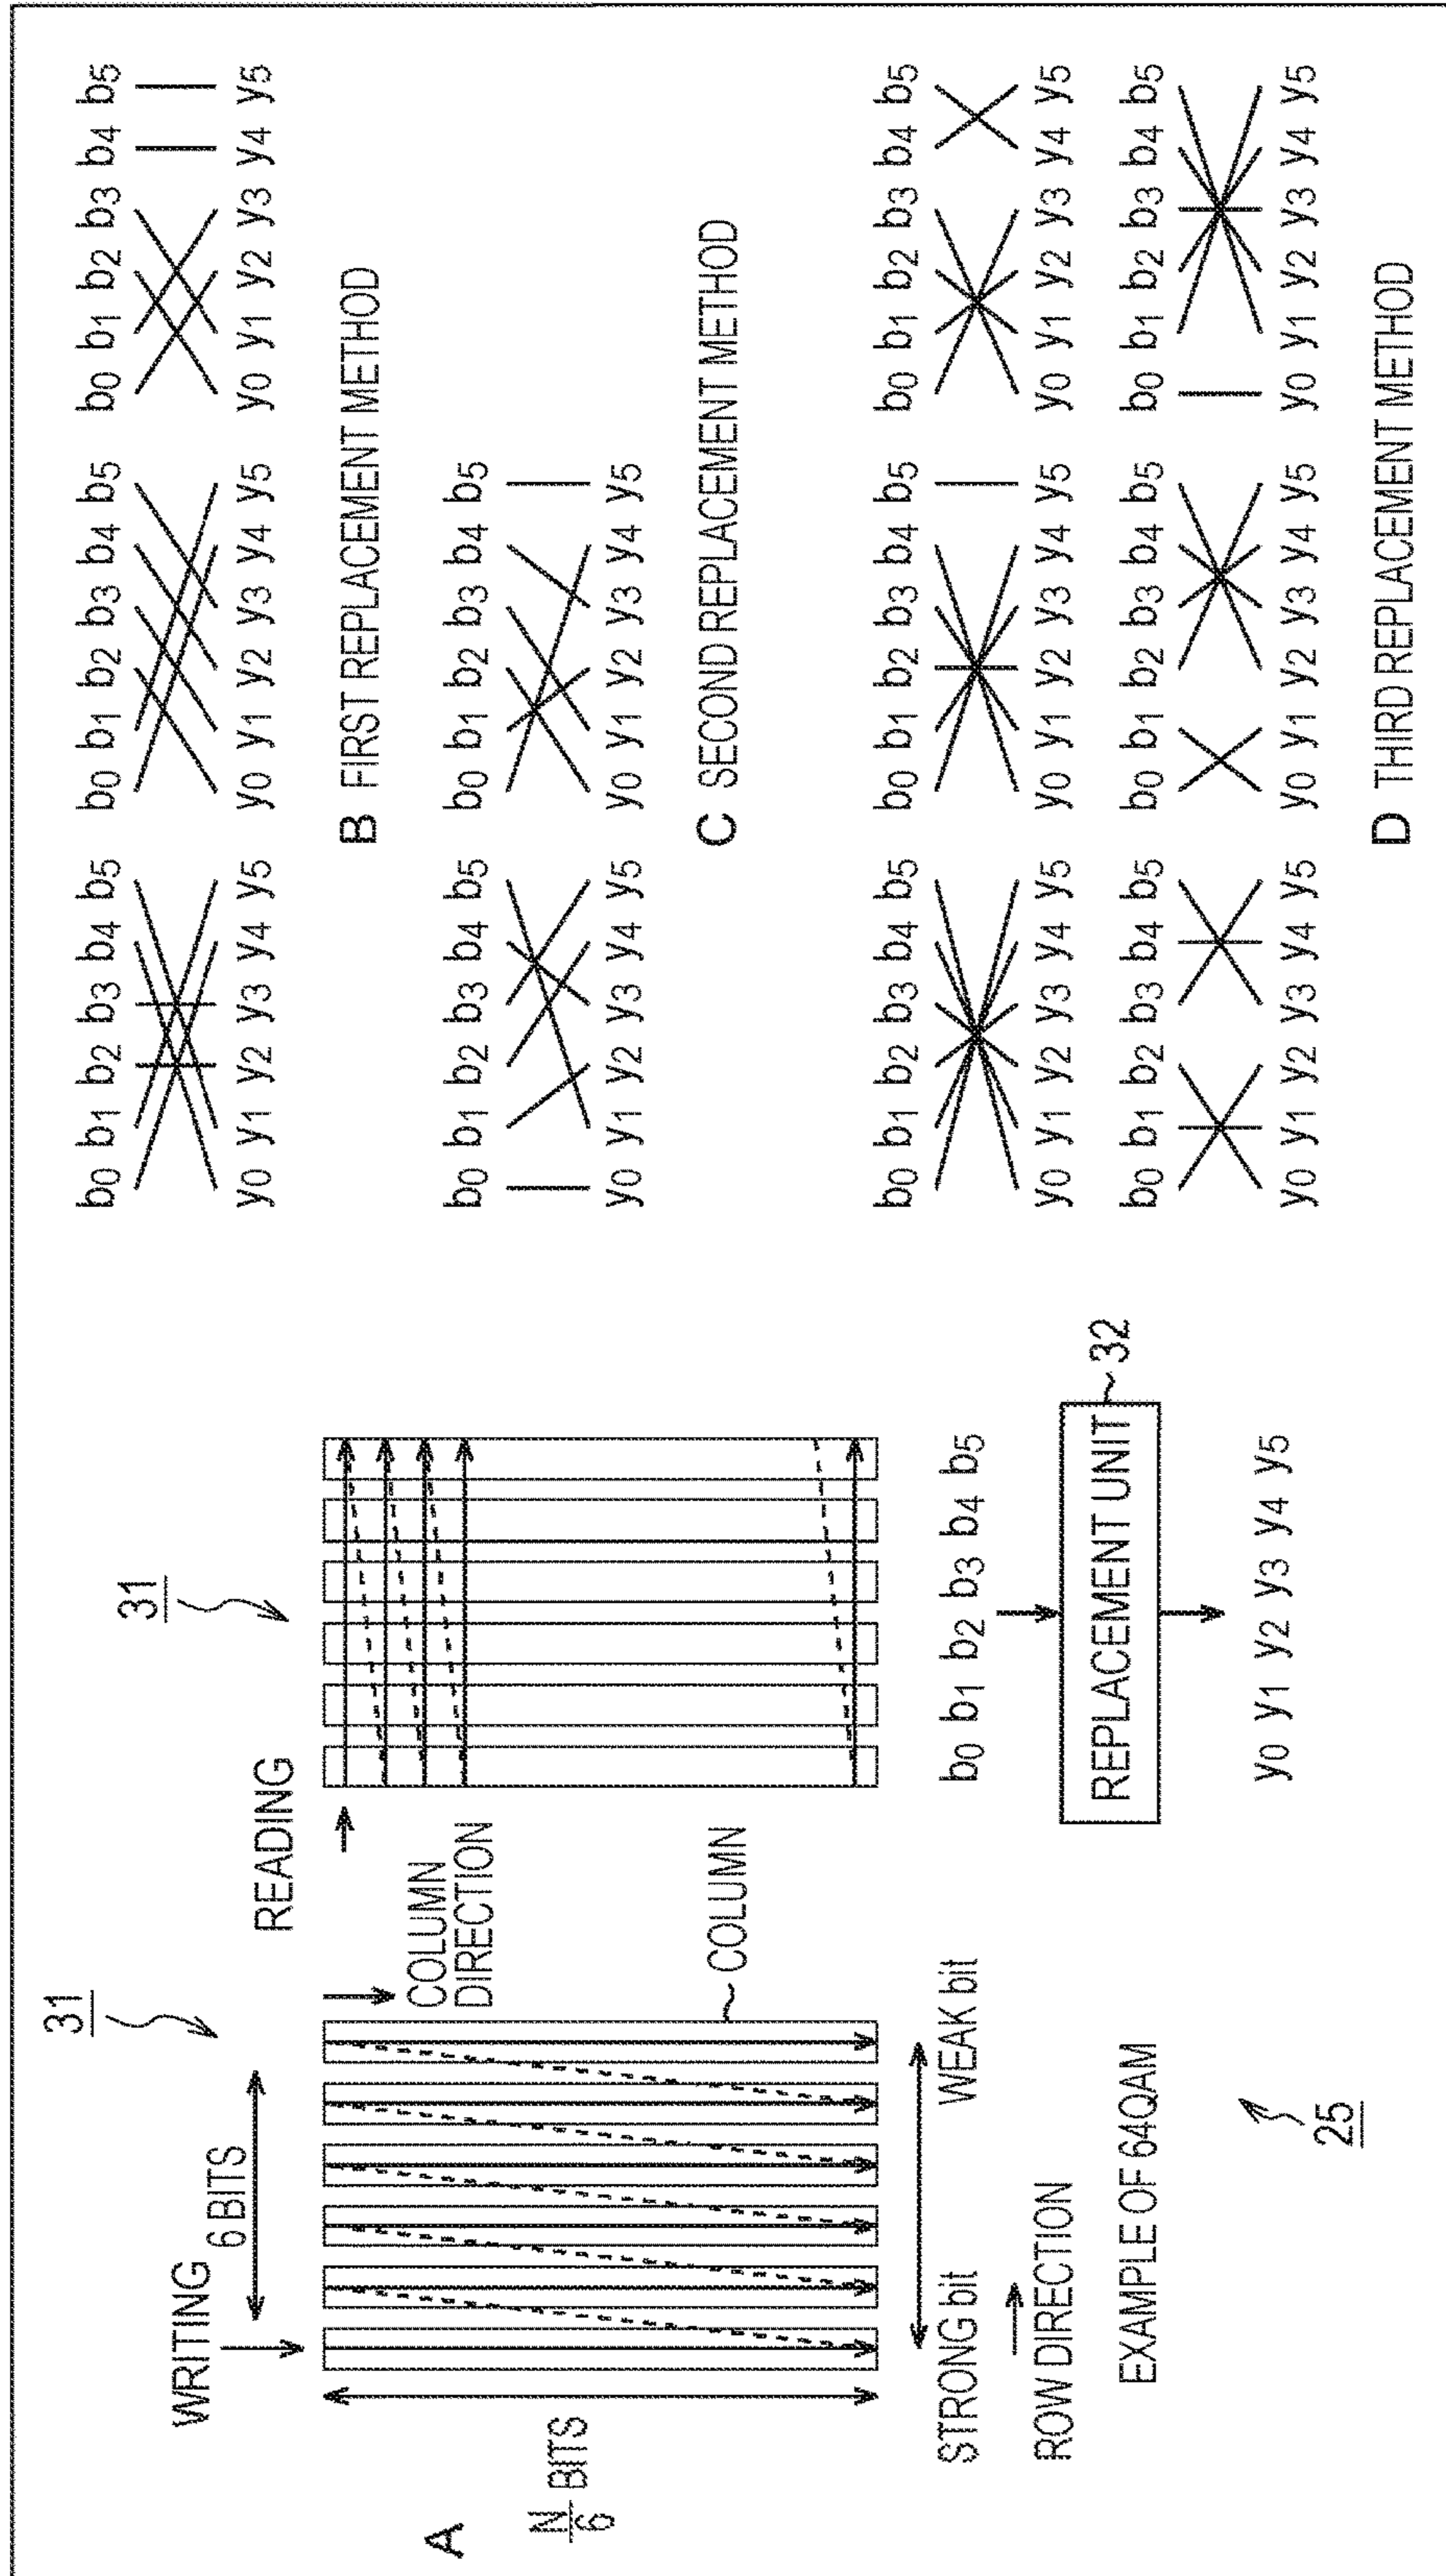 A
WRITING
6 BITS
31
N/6 BITS
COLUMN
DIRECTION
COLUMN
STRONG bit
WEAK bit
ROW DIRECTION
EXAMPLE OF 64QAM
25
READING
31
b0 b1 b2 b3 b4 b5
REPLACEMENT UNIT
32
y0 y1 y2 y3 y4 y5
b0 b1 b2 b3 b4 b5
y0 y1 y2 y3 y4 y5
b0 b1 b2 b3 b4 b5
y0 y1 y2 y3 y4 y5
b0 b1 b2 b3 b4 b5
y0 y1 y2 y3 y4 y5
B FIRST REPLACEMENT METHOD
b0 b1 b2 b3 b4 b5
y0 y1 y2 y3 y4 y5
b0 b1 b2 b3 b4 b5
y0 y1 y2 y3 y4 y5
C SECOND REPLACEMENT METHOD
b0 b1 b2 b3 b4 b5
y0 y1 y2 y3 y4 y5
b0 b1 b2 b3 b4 b5
y0 y1 y2 y3 y4 y5
b0 b1 b2 b3 b4 b5
y0 y1 y2 y3 y4 y5
b0 b1 b2 b3 b4 b5
y0 y1 y2 y3 y4 y5
b0 b1 b2 b3 b4 b5
y0 y1 y2 y3 y4 y5
b0 b1 b2 b3 b4 b5
y0 y1 y2 y3 y4 y5
D THIRD REPLACEMENT METHOD